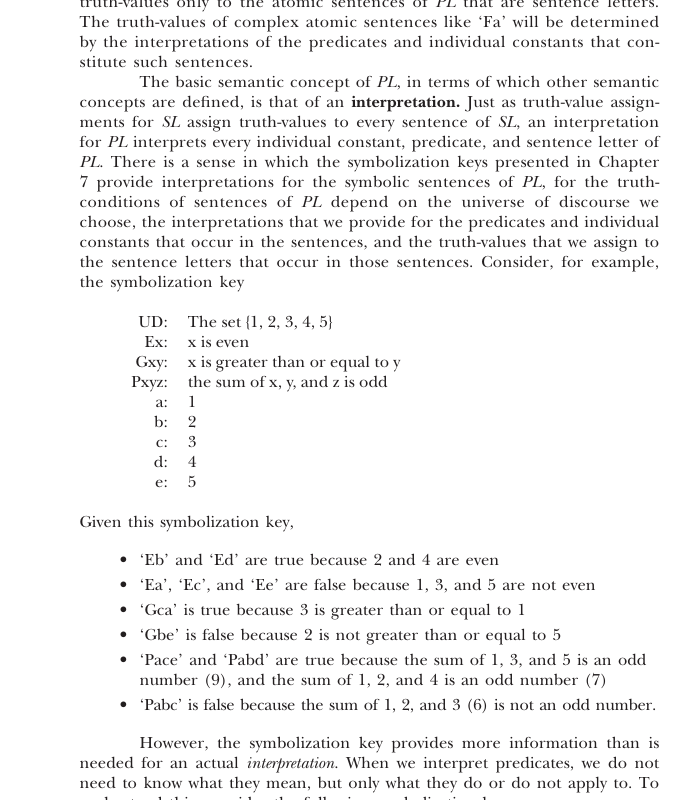 truth-values only to the atomic sentences of PL that are sentence letters.
The truth-values of complex atomic sentences like ‘Fa’ will be determined
by the interpretations of the predicates and individual constants that con-
stitute such sentences.
The basic semantic concept of PL, in terms of which other semantic
concepts are defined, is that of an interpretation. Just as truth-value assign-
ments for SL assign truth-values to every sentence of SL, an interpretation
for PL interprets every individual constant, predicate, and sentence letter of
PL. There is a sense in which the symbolization keys presented in Chapter
7 provide interpretations for the symbolic sentences of PL, for the truth-
conditions of sentences of PL depend on the universe of discourse we
choose, the interpretations that we provide for the predicates and individual
constants that occur in the sentences, and the truth-values that we assign to
the sentence letters that occur in those sentences. Consider, for example,
the symbolization key
UD: The set {1, 2, 3, 4, 5}
Ex: x is even
Gxy: x is greater than or equal to y
Pxyz: the sum of x, y, and z is odd
a: 1
b: 2
c: 3
d: 4
e: 5
Given this symbolization key,
• ‘Eb’ and ‘Ed’ are true because 2 and 4 are even
• ‘Ea’, ‘Ec’, and ‘Ee’ are false because 1, 3, and 5 are not even
• ‘Gca’ is true because 3 is greater than or equal to 1
• ‘Gbe’ is false because 2 is not greater than or equal to 5
• ‘Pace’ and ‘Pabd’ are true because the sum of 1, 3, and 5 is an odd
number (9), and the sum of 1, 2, and 4 is an odd number (7)
• ‘Pabc’ is false because the sum of 1, 2, and 3 (6) is not an odd number.
However, the symbolization key provides more information than is
needed for an actual interpretation. When we interpret predicates, we do not
need to know what they mean, but only what they do or do not apply to. To